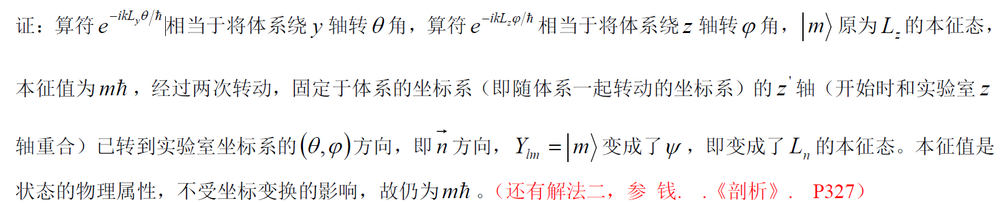 证：算符 $e^{-ikL_y\theta/\hbar}$ 相当于将体系绕 $y$ 轴转 $\theta$ 角，算符 $e^{-ikL_z\varphi/\hbar}$ 相当于将体系绕 $z$ 轴转 $\varphi$ 角，$|m\rangle$ 原为 $L_z$ 的本征态，
本征值为 $m\hbar$，经过两次转动，固定于体系的坐标系（即随体系一起转动的坐标系）的 $z'$ 轴（开始时和实验室 $z$
轴重合）已转到实验室坐标系的 $(\theta,\varphi)$ 方向，即 $\vec{n}$ 方向，$Y_{lm}=|m\rangle$ 变成了 $\psi$，即变成了 $L_n$ 的本征态。本征值是
状态的物理属性，不受坐标变换的影响，故仍为 $m\hbar$。（还有解法二，参 钱. .《剖析》. P327）